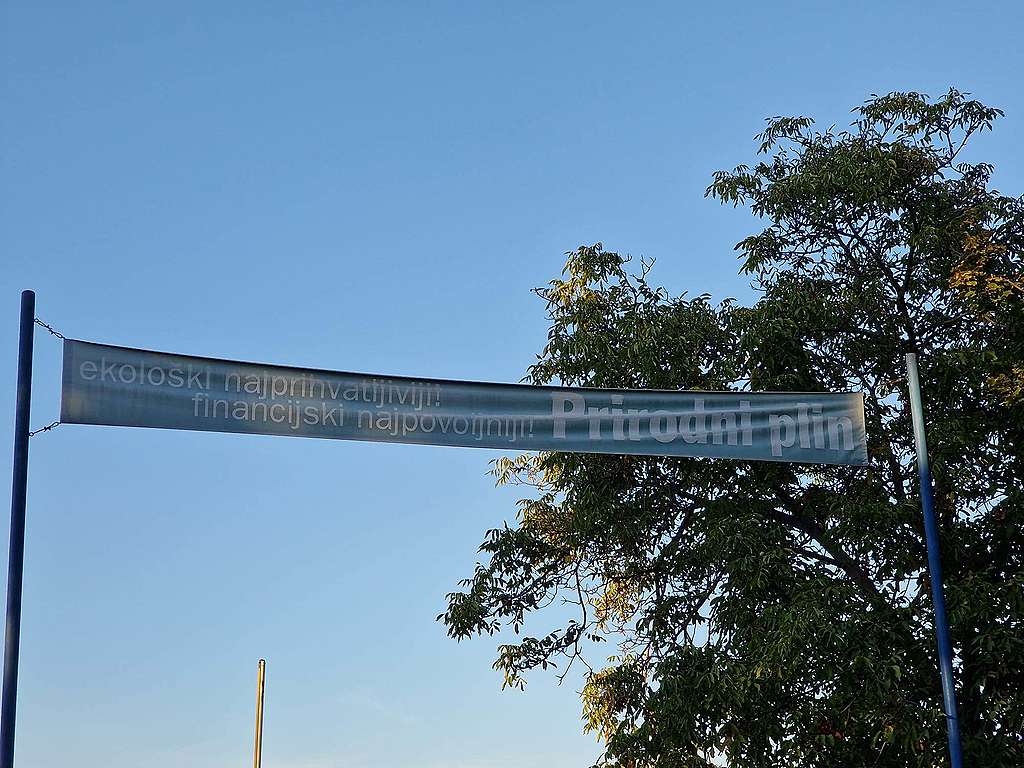 ekološki najprihvatljiviji!
financijski najpovoljniji!
Prirodni plin